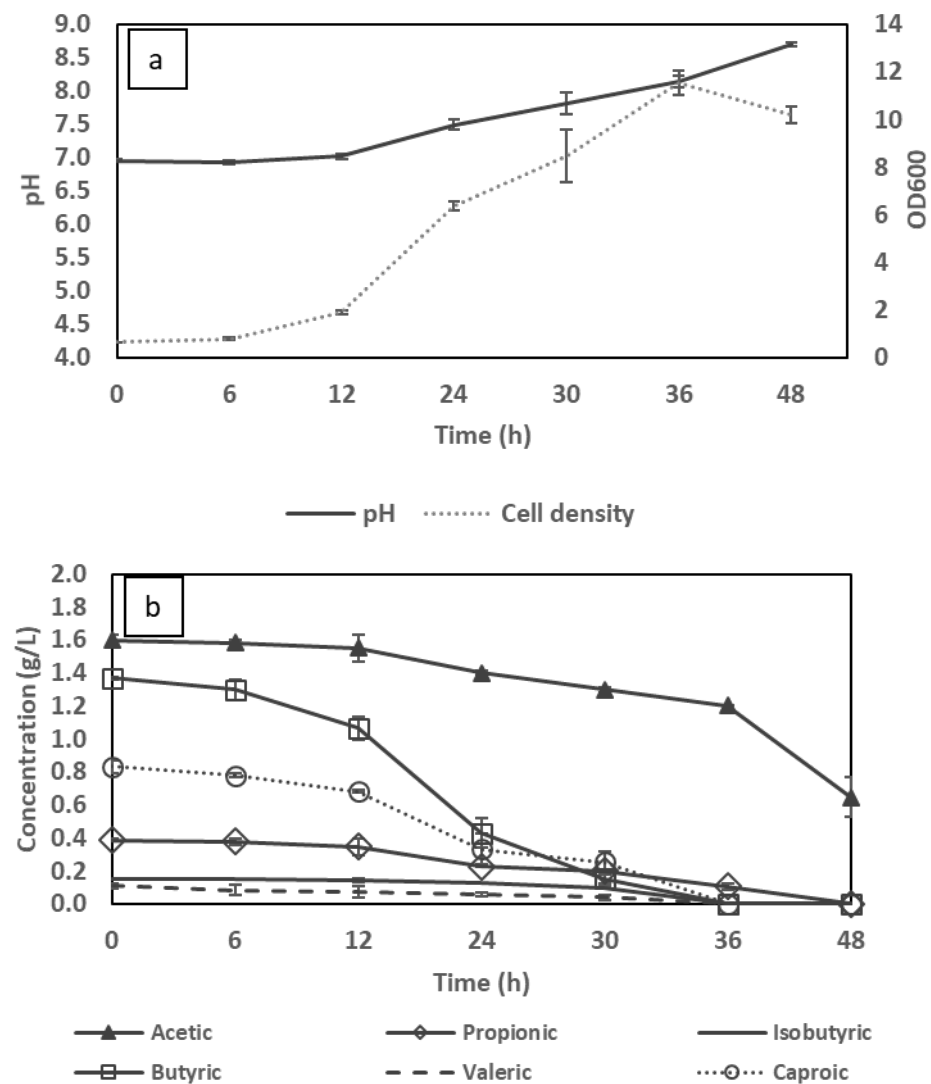 a
9.0
8.5
8.0
7.5
7.0
6.5
6.0
5.5
5.0
4.5
4.0
pH
14
12
10
8
6
4
2
0
OD600
0 6 12 24 30 36 48
Time (h)
pH Cell density
b
2.0
1.8
1.6
1.4
1.2
1.0
0.8
0.6
0.4
0.2
0.0
Concentration (g/L)
0 6 12 24 30 36 48
Time (h)
Acetic Propionic Isobutyric
Butyric Valeric Caproic